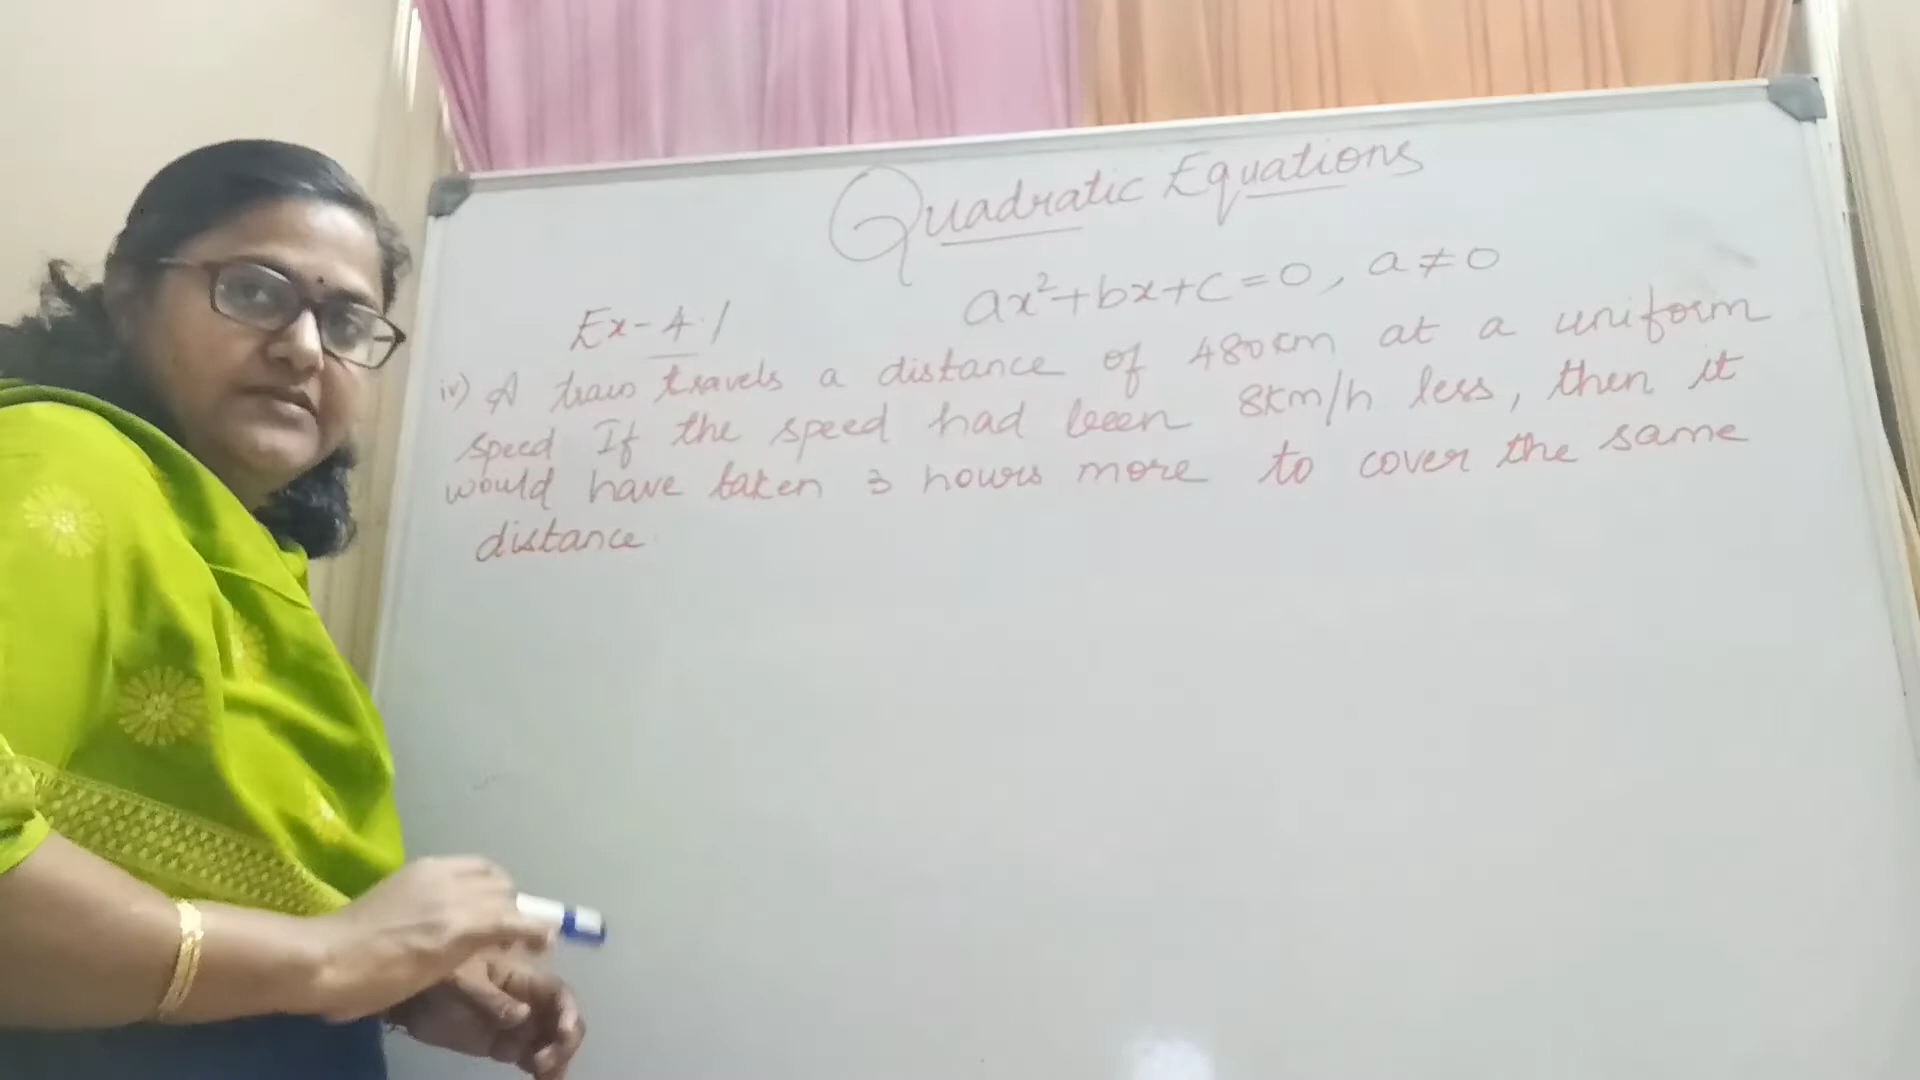 Quadratic Equations
ax²+bx+c=0, a≠0
Ex-4.1
iv) A train travels a distance of 480km at a uniform
speed If the speed had been 8km/h less, then it
would have taken 3 hours more to cover the same
distance